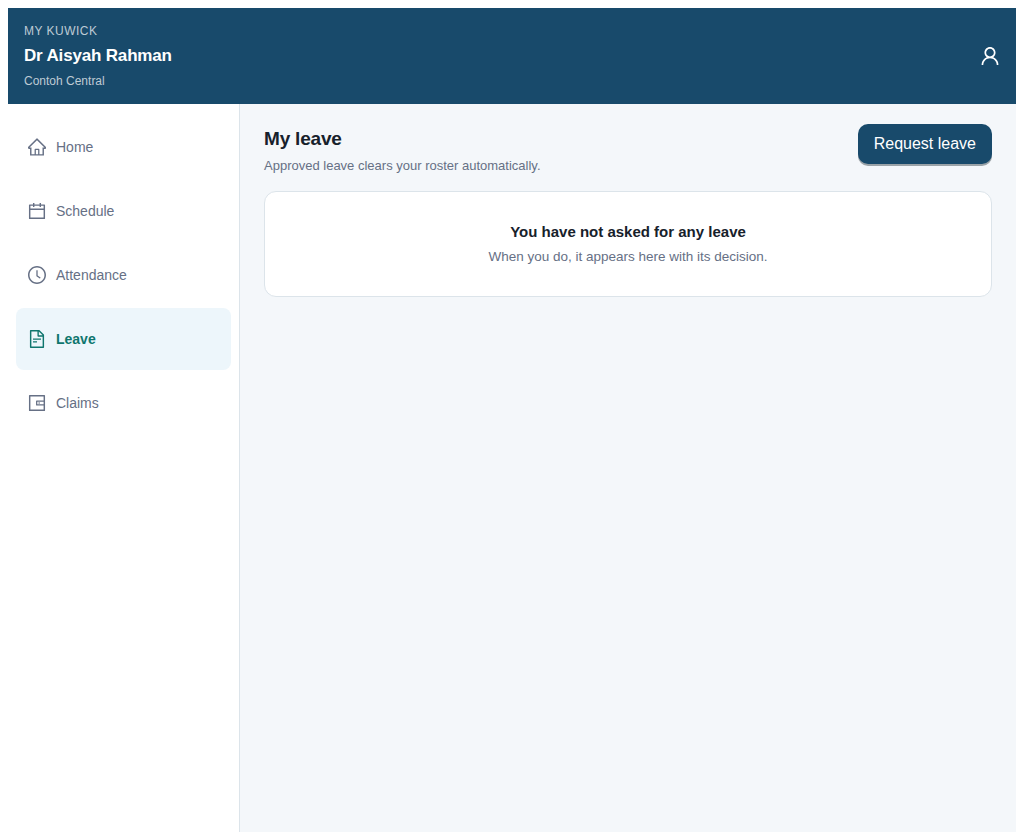 MY KUWICK
Dr Aisyah Rahman
Contoh Central
Home
Schedule
Attendance
Leave
Claims
My leave
Approved leave clears your roster automatically.
Request leave
You have not asked for any leave
When you do, it appears here with its decision.